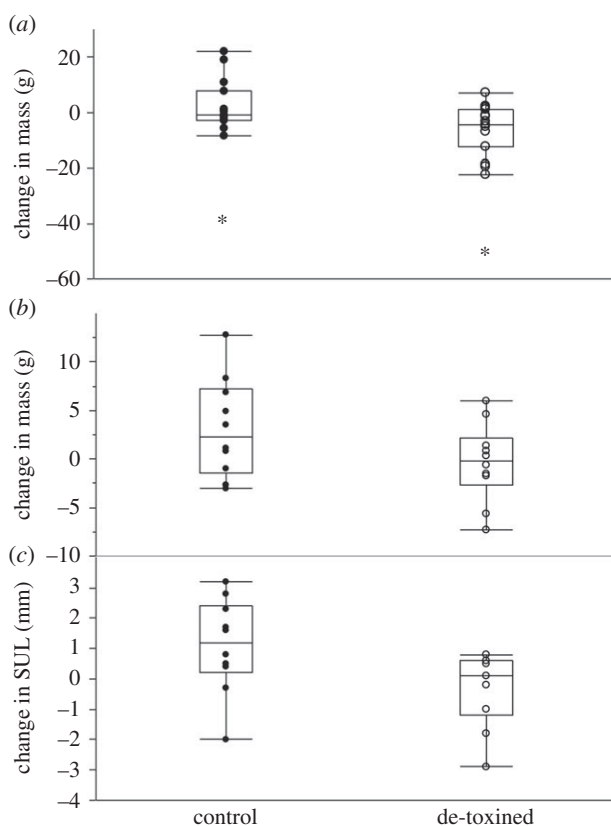 (a)
change in mass (g)
20
0
–20
–40
–60
*
*
(b)
change in mass (g)
10
5
0
–5
–10
(c)
change in SUL (mm)
3
2
1
0
–1
–2
–3
–4
control
de-toxined